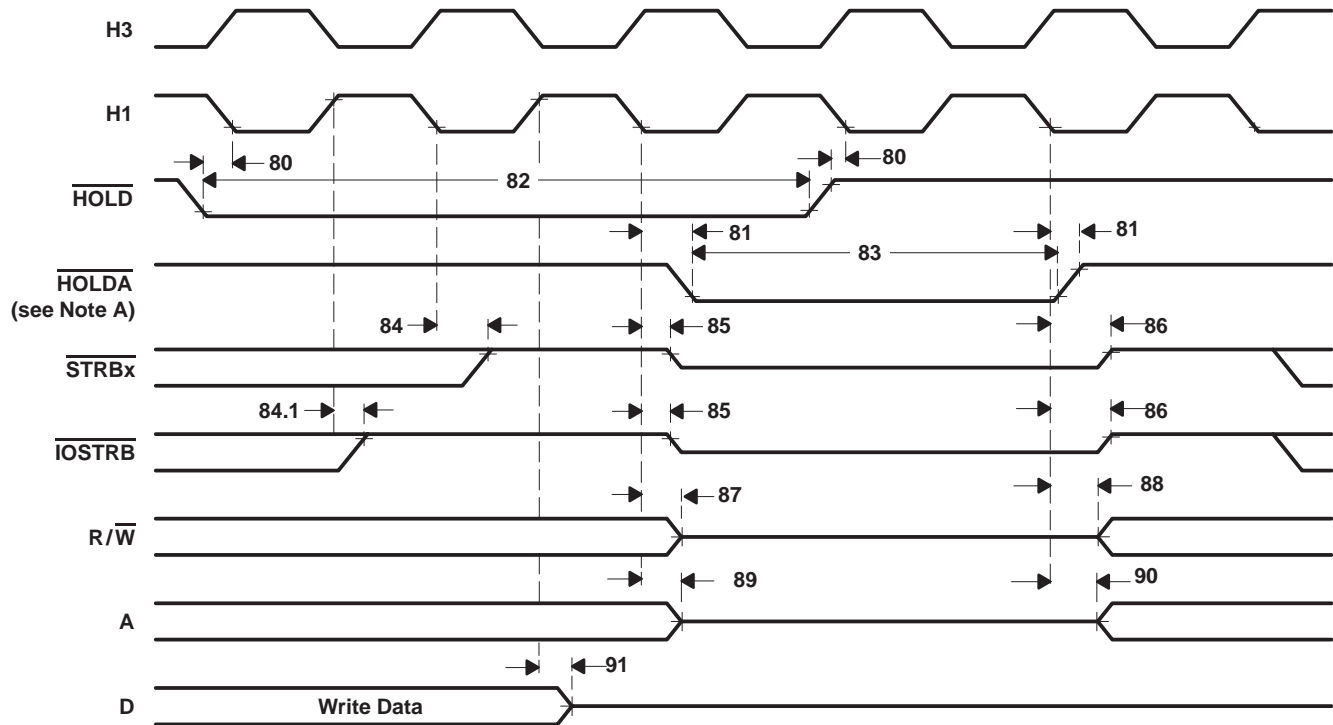 H3
H1
80 80
82
HOLD
81 81
83
HOLDA
(see Note A)
84 85 86
STRBx
84.1 85 86
IOSTRB
87 88
R/W
89 90
A
91
D Write Data